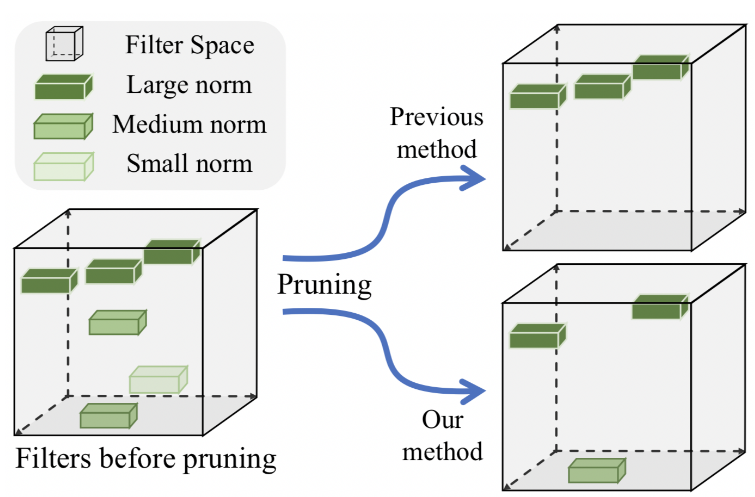 Filter Space
Large norm
Medium norm
Small norm
Previous
method
Pruning
Our
method
Filters before pruning